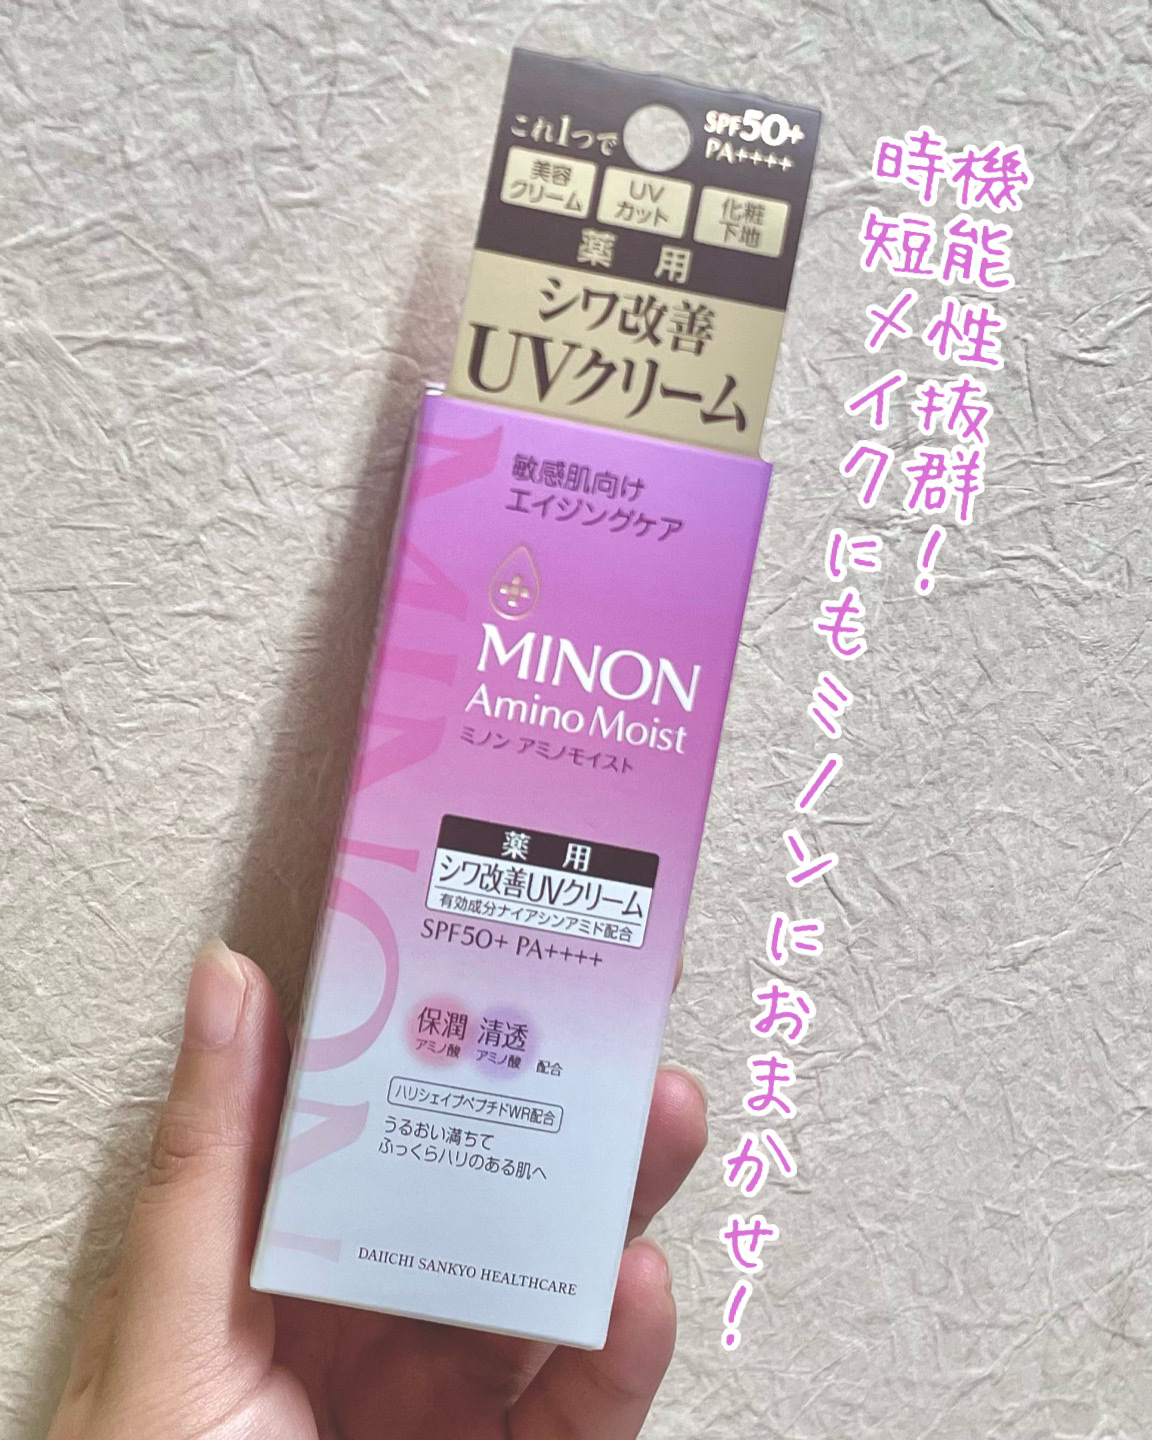 これ1つで
SPF50+
PA++++
美容
クリーム
UV
カット
化粧
下地
薬用
シワ改善
UVクリーム
敏感肌向け
エイジングケア
MINON
Amino Moist
ミノン アミノモイスト
薬用
シワ改善UVクリーム
有効成分ナイアシンアミド配合
SPF50+ PA++++
保潤 清透
アミノ酸 アミノ酸 配合
ハリシェイプペプチドWR配合
うるおい満ちて
ふっくらハリのある肌へ
DAIICHI SANKYO HEALTHCARE
MINON
機能性抜群!
時短メイクにもミノンにおまかせ!